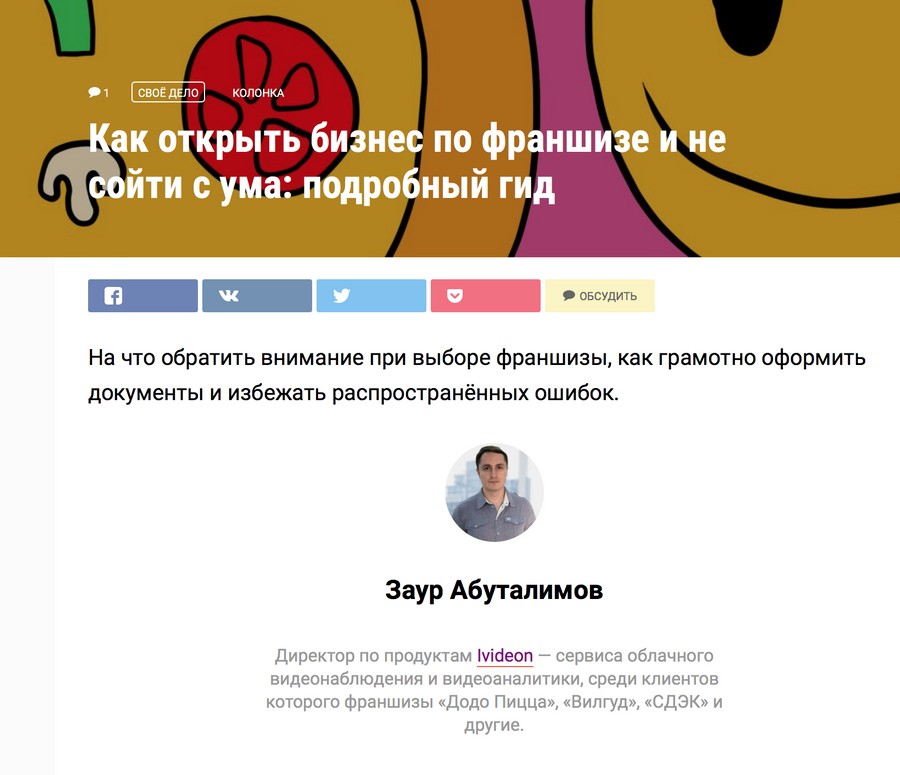 1 СВОЁ ДЕЛО КОЛОНКА
Как открыть бизнес по франшизе и не
сойти с ума: подробный гид
ОБСУДИТЬ
На что обратить внимание при выборе франшизы, как грамотно оформить
документы и избежать распространённых ошибок.
Заур Абуталимов
Директор по продуктам Ivideon — сервиса облачного
видеонаблюдения и видеоаналитики, среди клиентов
которого франшизы «Додо Пицца», «Вилгуд», «СДЭК» и
другие.